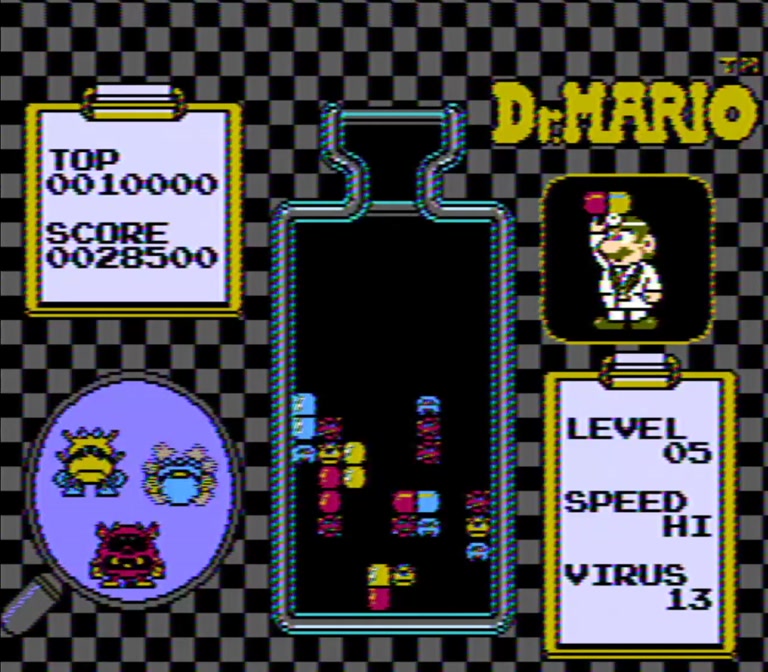 TM
Dr. MARIO
TOP
0010000
SCORE
0028500
LEVEL
05
SPEED
HI
VIRUS
13